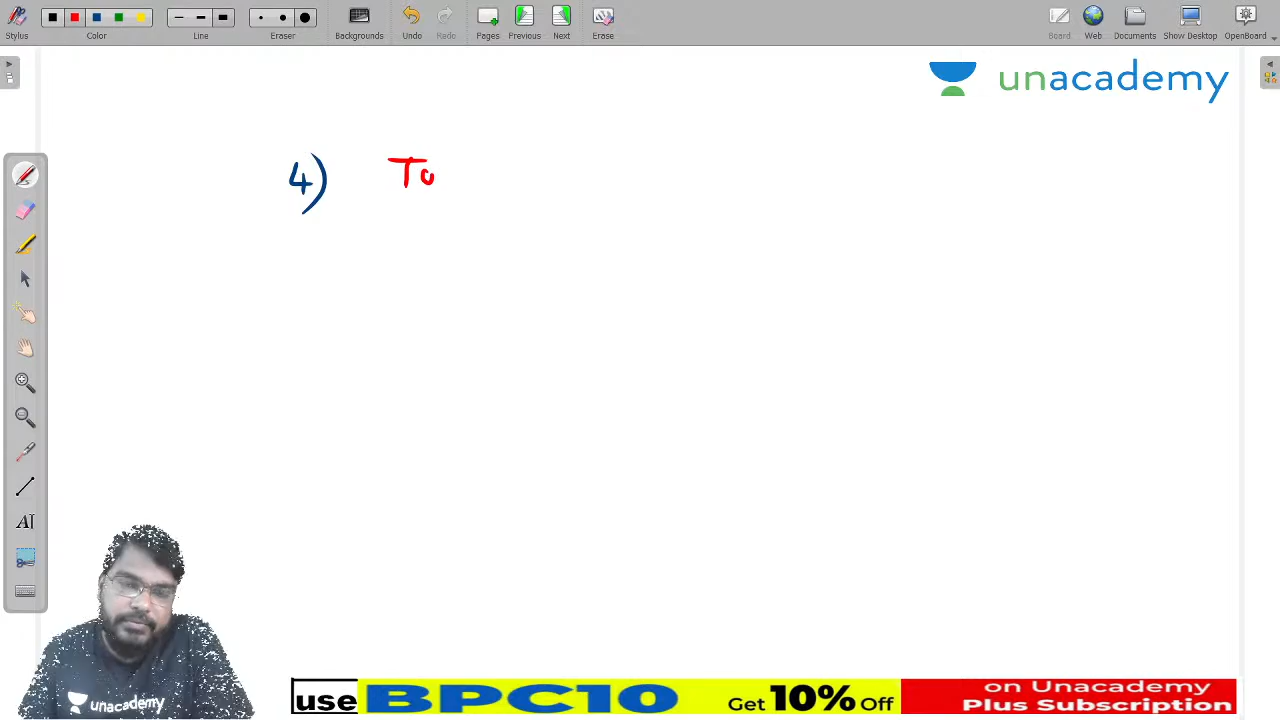 Stylus Color Line Eraser Backgrounds Undo Redo Pages Previous Next Erase Board Web Documents Show Desktop OpenBoard
unacademy
4) To
AI
unacademy
use BPC10 Get 10% Off on Unacademy
Plus Subscription